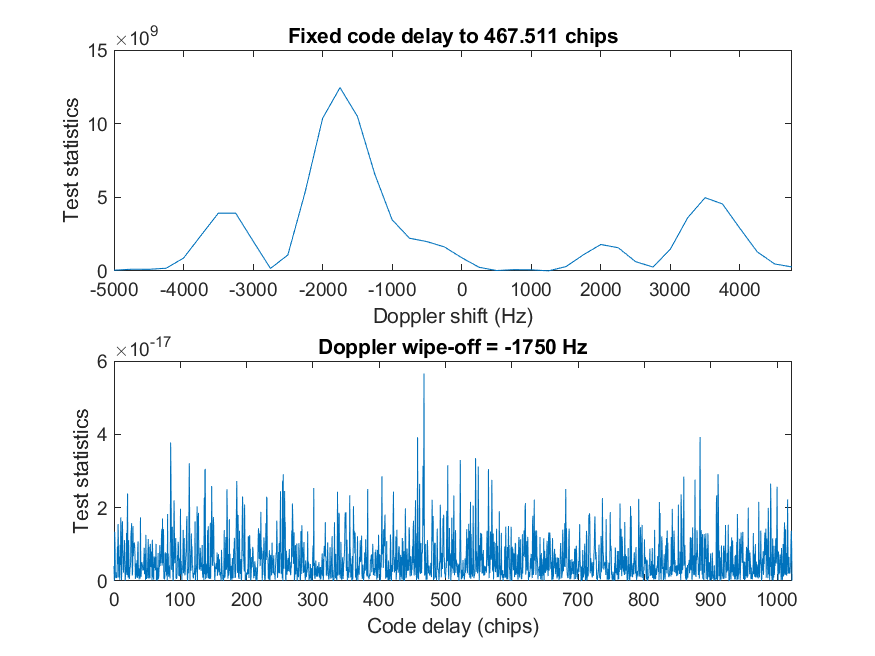 ×10^9
Fixed code delay to 467.511 chips
15
10
5
0
Test statistics
-5000 -4000 -3000 -2000 -1000 0 1000 2000 3000 4000
Doppler shift (Hz)
×10^-17
Doppler wipe-off = -1750 Hz
6
4
2
0
Test statistics
0 100 200 300 400 500 600 700 800 900 1000
Code delay (chips)